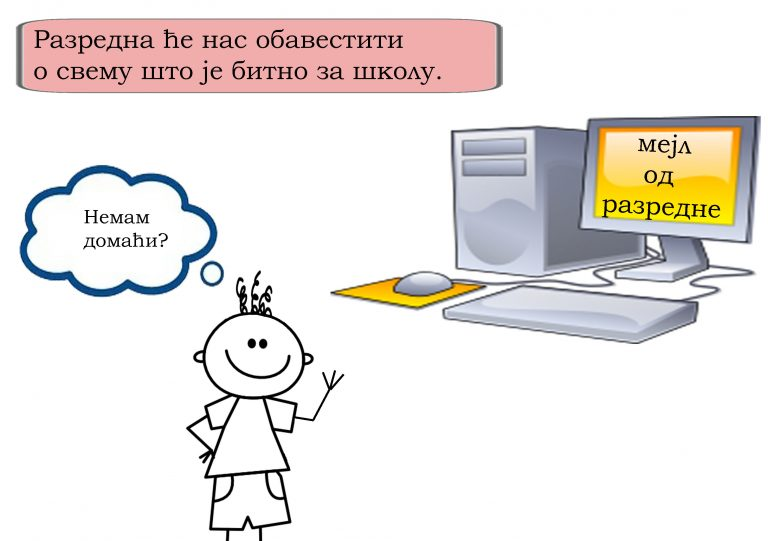 Разредна ће нас обавестити
о свему што је битно за школу.
мејл
од
разредне
Немам
домаћи?